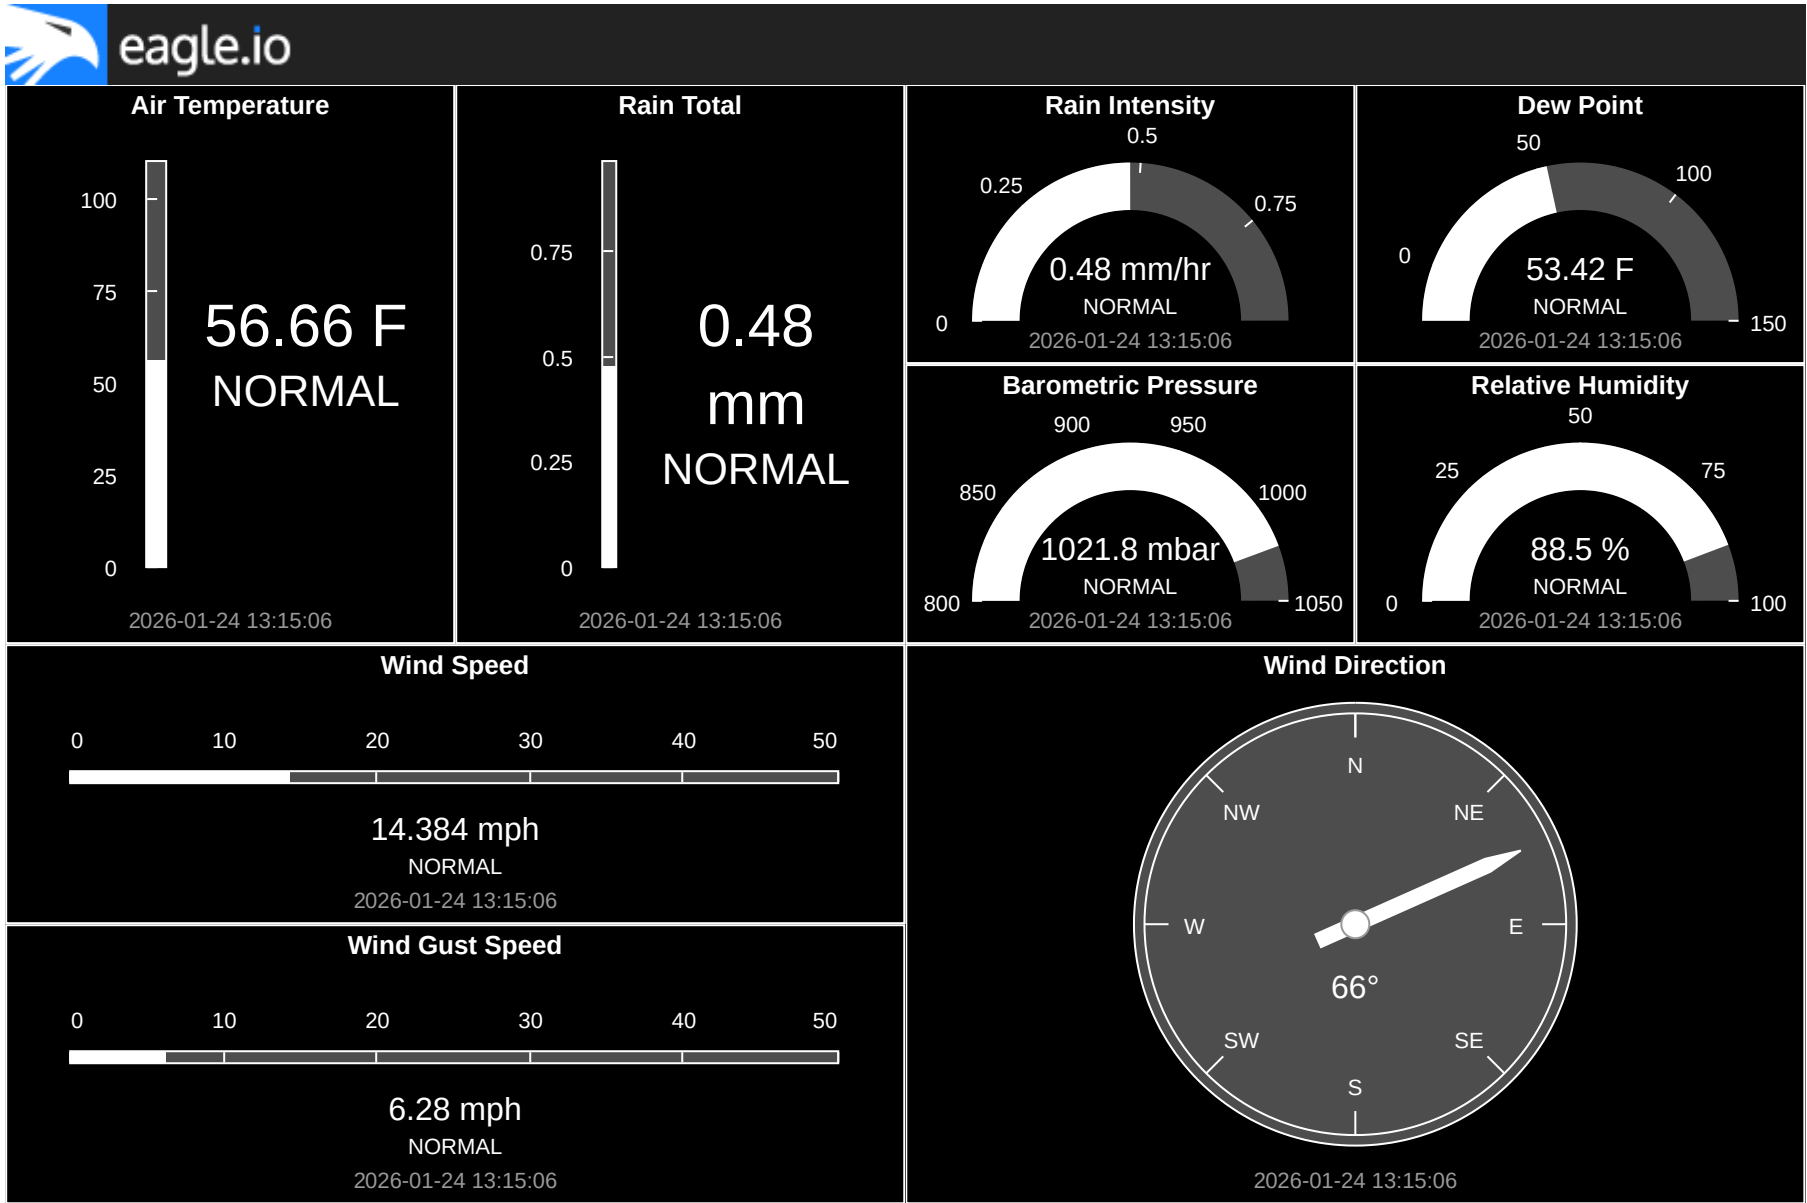 eagle.io
Air Temperature
100
75
50
25
0
56.66 F
NORMAL
2026-01-24 13:15:06
Rain Total
0.75
0.5
0.25
0
0.48
mm
NORMAL
2026-01-24 13:15:06
Rain Intensity
0.5
0.25
0.75
0
0.48 mm/hr
NORMAL
2026-01-24 13:15:06
Dew Point
50
100
0
150
53.42 F
NORMAL
2026-01-24 13:15:06
Barometric Pressure
900
950
850
1000
800
1050
1021.8 mbar
NORMAL
2026-01-24 13:15:06
Relative Humidity
50
25
75
0
100
88.5 %
NORMAL
2026-01-24 13:15:06
Wind Speed
0 10 20 30 40 50
14.384 mph
NORMAL
2026-01-24 13:15:06
Wind Gust Speed
0 10 20 30 40 50
6.28 mph
NORMAL
2026-01-24 13:15:06
Wind Direction
N
NW NE
W E
66°
SW SE
S
2026-01-24 13:15:06